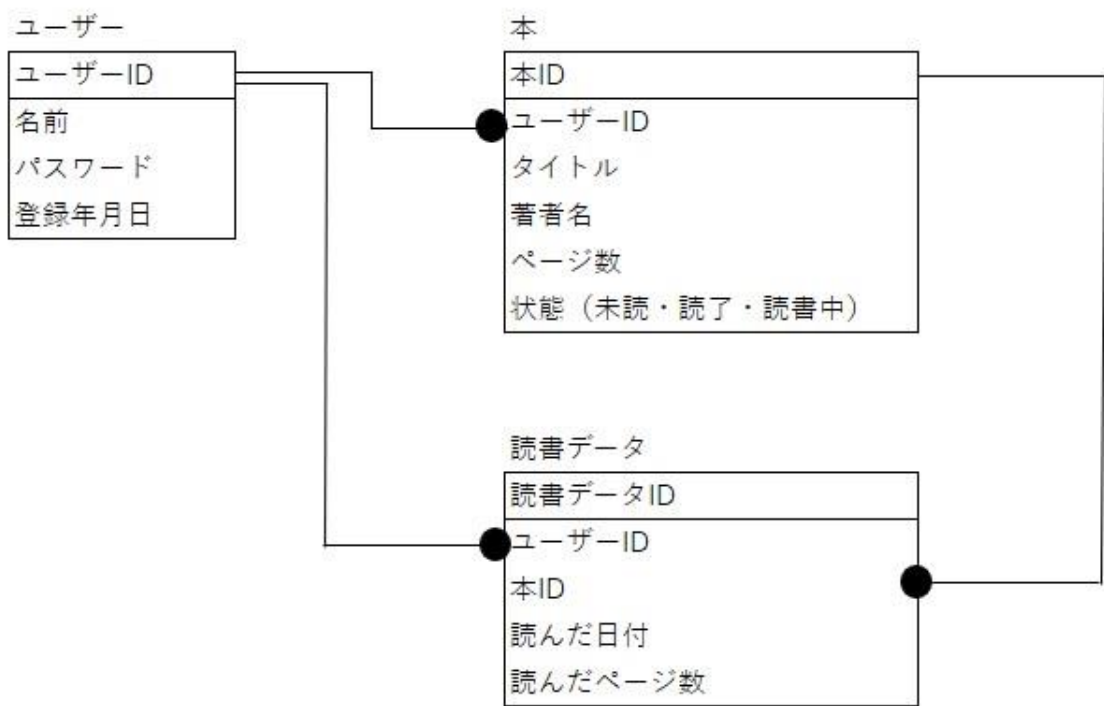 ユーザー
ユーザーID
名前
パスワード
登録年月日
本
本ID
ユーザーID
タイトル
著者名
ページ数
状態（未読・読了・読書中）
読書データ
読書データID
ユーザーID
本ID
読んだ日付
読んだページ数